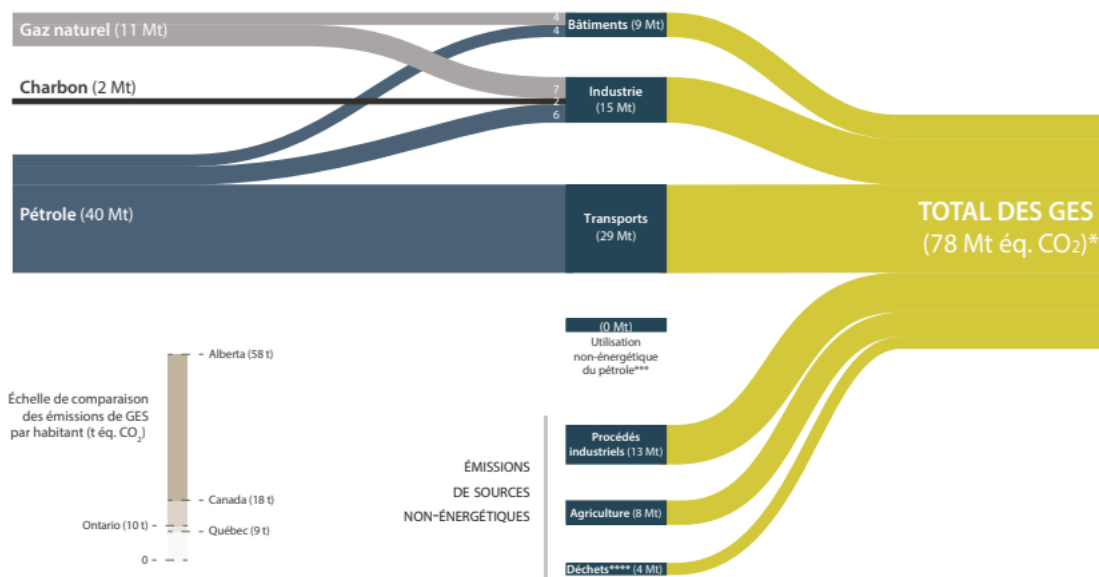 Gaz naturel (11 Mt)
4
4
Bâtiments (9 Mt)
Charbon (2 Mt)
7
2
6
Industrie
(15 Mt)
Pétrole (40 Mt)
Transports
(29 Mt)
TOTAL DES GES
(78 Mt éq. CO₂)*
(0 Mt)
Utilisation
non-énergétique
du pétrole***
Échelle de comparaison
des émissions de GES
par habitant (t éq. CO₂)
Alberta (58 t)
Canada (18 t)
Ontario (10 t)
Québec (9 t)
0
ÉMISSIONS
DE SOURCES
NON-ÉNERGÉTIQUES
Procédés
industriels (13 Mt)
Agriculture (8 Mt)
Déchets**** (4 Mt)